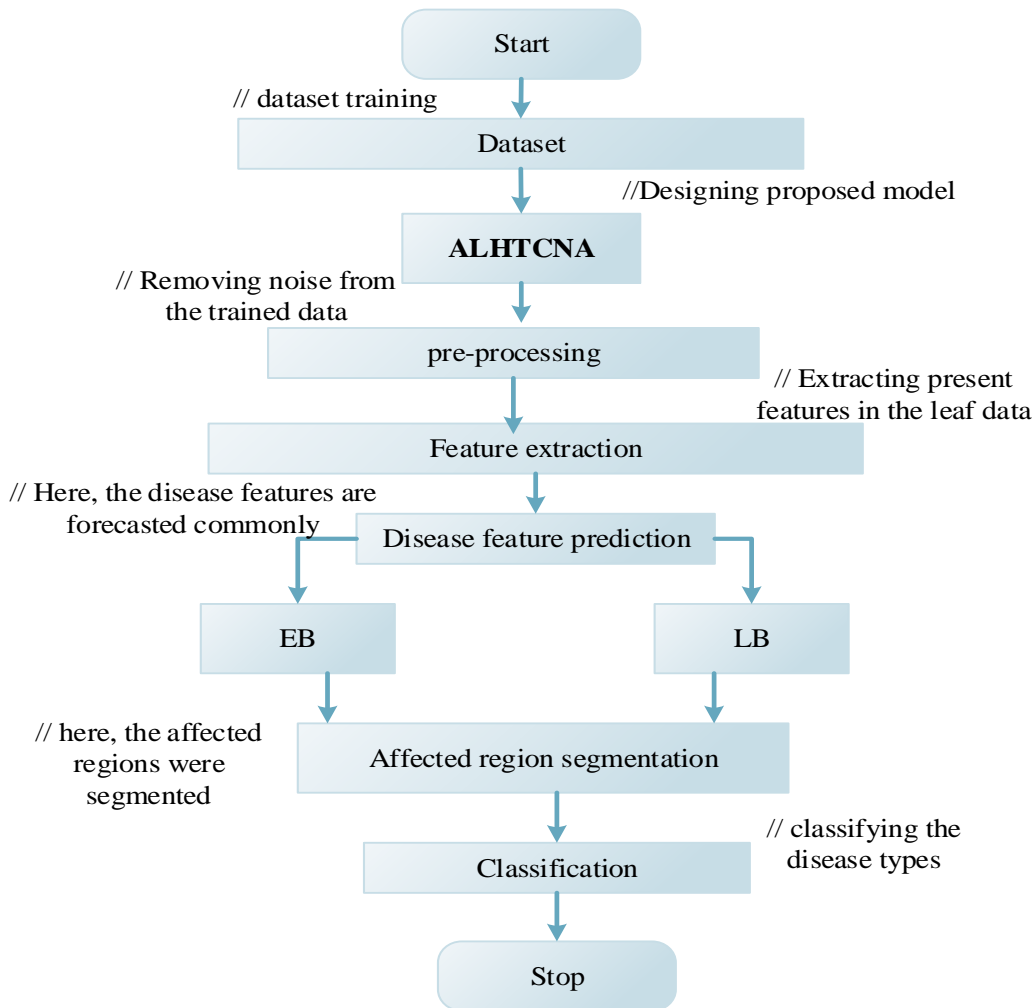 Start
// dataset training
Dataset
//Designing proposed model
ALHTCNA
// Removing noise from
the trained data
pre-processing
// Extracting present
features in the leaf data
Feature extraction
// Here, the disease features are
forecasted commonly
Disease feature prediction
EB
LB
// here, the affected
regions were
segmented
Affected region segmentation
// classifying the
disease types
Classification
Stop